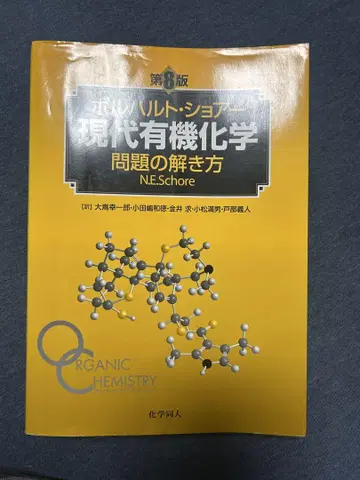 第8版
ボルハルト・ショアー
現代有機化学
問題の解き方
N.E.Schore
[訳] 大嶌幸一郎・小田嶋和徳・金井 求・小松満男・戸部義人
ORGANIC
CHEMISTRY
化学同人